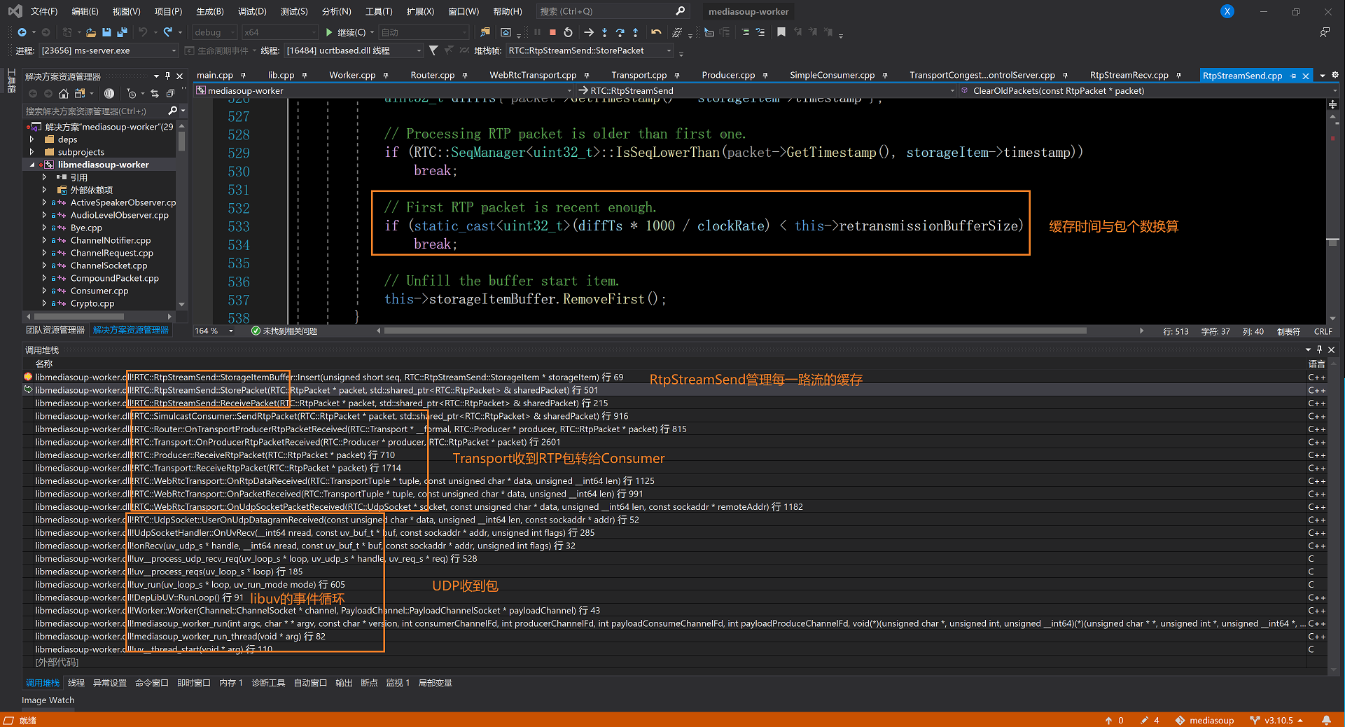 文件(F) 编辑(E) 视图(V) 项目(P) 生成(B) 调试(D) 测试(S) 分析(N) 工具(T) 扩展(X) 窗口(W) 帮助(H) 搜索 (Ctrl+Q) mediasoup-worker X
debug x64 继续(C) 自动
进程: [23656] ms-server.exe 生命周期事件 线程: [16484] ucrtbased.dll 线程 堆栈帧: RTC::RtpStreamSend::StorePacket
main.cpp lib.cpp Worker.cpp Router.cpp WebRtcTransport.cpp Transport.cpp Producer.cpp SimpleConsumer.cpp TransportCongest...ontrolServer.cpp RtpStreamRecv.cpp RtpStreamSend.cpp
mediasoup-worker RTC::RtpStreamSend ClearOldPackets(const RtpPacket * packet)
解决方案资源管理器
搜索解决方案资源管理器(Ctrl+;)
解决方案"mediasoup-worker"(29
deps
subprojects
libmediasoup-worker
引用
外部依赖项
ActiveSpeakerObserver.cp
AudioLevelObserver.cpp
Bye.cpp
ChannelNotifier.cpp
ChannelRequest.cpp
ChannelSocket.cpp
CompoundPacket.cpp
Consumer.cpp
Crypto.cpp
团队资源管理器 解决方案资源管理器
526 uint32_t diffTs{ packet->GetTimestamp() - storageItem->timestamp };
527
528 // Processing RTP packet is older than first one.
529 if (RTC::SeqManager<uint32_t>::IsSeqLowerThan(packet->GetTimestamp(), storageItem->timestamp))
530 break;
531
532 // First RTP packet is recent enough.
533 if (static_cast<uint32_t>(diffTs * 1000 / clockRate) < this->retransmissionBufferSize)
534 break;
535
536 // Unfill the buffer start item.
537 this->storageItemBuffer.RemoveFirst();
538 }
缓存时间与包个数换算
164 % 未找到相关问题 行: 513 字符: 37 列: 40 制表符 CRLF
调用堆栈
名称 语言
libmediasoup-worker.dll!RTC::RtpStreamSend::StorageItemBuffer::Insert(unsigned short seq, RTC::RtpStreamSend::StorageItem * storageItem) 行 69 C++
libmediasoup-worker.dll!RTC::RtpStreamSend::StorePacket(RTC::RtpPacket * packet, std::shared_ptr<RTC::RtpPacket> & sharedPacket) 行 501 C++
libmediasoup-worker.dll!RTC::RtpStreamSend::ReceivePacket(RTC::RtpPacket * packet, std::shared_ptr<RTC::RtpPacket> & sharedPacket) 行 215 C++
RtpStreamSend管理每一路流的缓存
libmediasoup-worker.dll!RTC::SimulcastConsumer::SendRtpPacket(RTC::RtpPacket * packet, std::shared_ptr<RTC::RtpPacket> & sharedPacket) 行 916 C++
libmediasoup-worker.dll!RTC::Router::OnTransportProducerRtpPacketReceived(RTC::Transport * __formal, RTC::Producer * producer, RTC::RtpPacket * packet) 行 815 C++
libmediasoup-worker.dll!RTC::Transport::OnProducerRtpPacketReceived(RTC::Producer * producer, RTC::RtpPacket * packet) 行 2601 C++
libmediasoup-worker.dll!RTC::Producer::ReceiveRtpPacket(RTC::RtpPacket * packet) 行 710 C++
libmediasoup-worker.dll!RTC::Transport::ReceiveRtpPacket(RTC::RtpPacket * packet) 行 1714 C++
Transport收到RTP包转给Consumer
libmediasoup-worker.dll!RTC::WebRtcTransport::OnRtpDataReceived(RTC::TransportTuple * tuple, const unsigned char * data, unsigned __int64 len) 行 1125 C++
libmediasoup-worker.dll!RTC::WebRtcTransport::OnPacketReceived(RTC::TransportTuple * tuple, const unsigned char * data, unsigned __int64 len) 行 991 C++
libmediasoup-worker.dll!RTC::WebRtcTransport::OnUdpSocketPacketReceived(RTC::UdpSocket * socket, const unsigned char * data, unsigned __int64 len, const sockaddr * remoteAddr) 行 1182 C++
libmediasoup-worker.dll!RTC::UdpSocket::UserOnUdpDatagramReceived(const unsigned char * data, unsigned __int64 len, const sockaddr * addr) 行 52 C++
libmediasoup-worker.dll!UdpSocketHandler::OnUvRecv(__int64 nread, const uv_buf_t * buf, const sockaddr * addr, unsigned int flags) 行 285 C++
libmediasoup-worker.dll!onRecv(uv_udp_s * handle, __int64 nread, const uv_buf_t * buf, const sockaddr * addr, unsigned int flags) 行 32 C++
libmediasoup-worker.dll!uv__process_udp_recv_req(uv_loop_s * loop, uv_udp_s * handle, uv_req_s * req) 行 528 C
libmediasoup-worker.dll!uv__process_reqs(uv_loop_s * loop) 行 185 C
libmediasoup-worker.dll!uv_run(uv_loop_s * loop, uv_run_mode mode) 行 605 C
UDP收到包
libmediasoup-worker.dll!DepLibUV::RunLoop() 行 91 C++
libuv的事件循环
libmediasoup-worker.dll!Worker::Worker(Channel::ChannelSocket * channel, PayloadChannel::PayloadChannelSocket * payloadChannel) 行 43 C++
libmediasoup-worker.dll!mediasoup_worker_run(int argc, char * * argv, const char * version, int consumerChannelFd, int producerChannelFd, int payloadConsumeChannelFd, int payloadProduceChannelFd, void(*)(unsigned char *, unsigned int, unsigned __int64)(*)(unsigned char * *, unsigned int *, unsigned __int64 *, ... C++
libmediasoup-worker.dll!mediasoup_worker_run_thread(void * arg) 行 82 C++
libmediasoup-worker.dll!uv__thread_start(void * arg) 行 110 C
[外部代码]
调用堆栈 线程 异常设置 命令窗口 即时窗口 内存 1 诊断工具 自动窗口 输出 断点 监视 1 局部变量
Image Watch
就绪 0 4 mediasoup v3.10.5